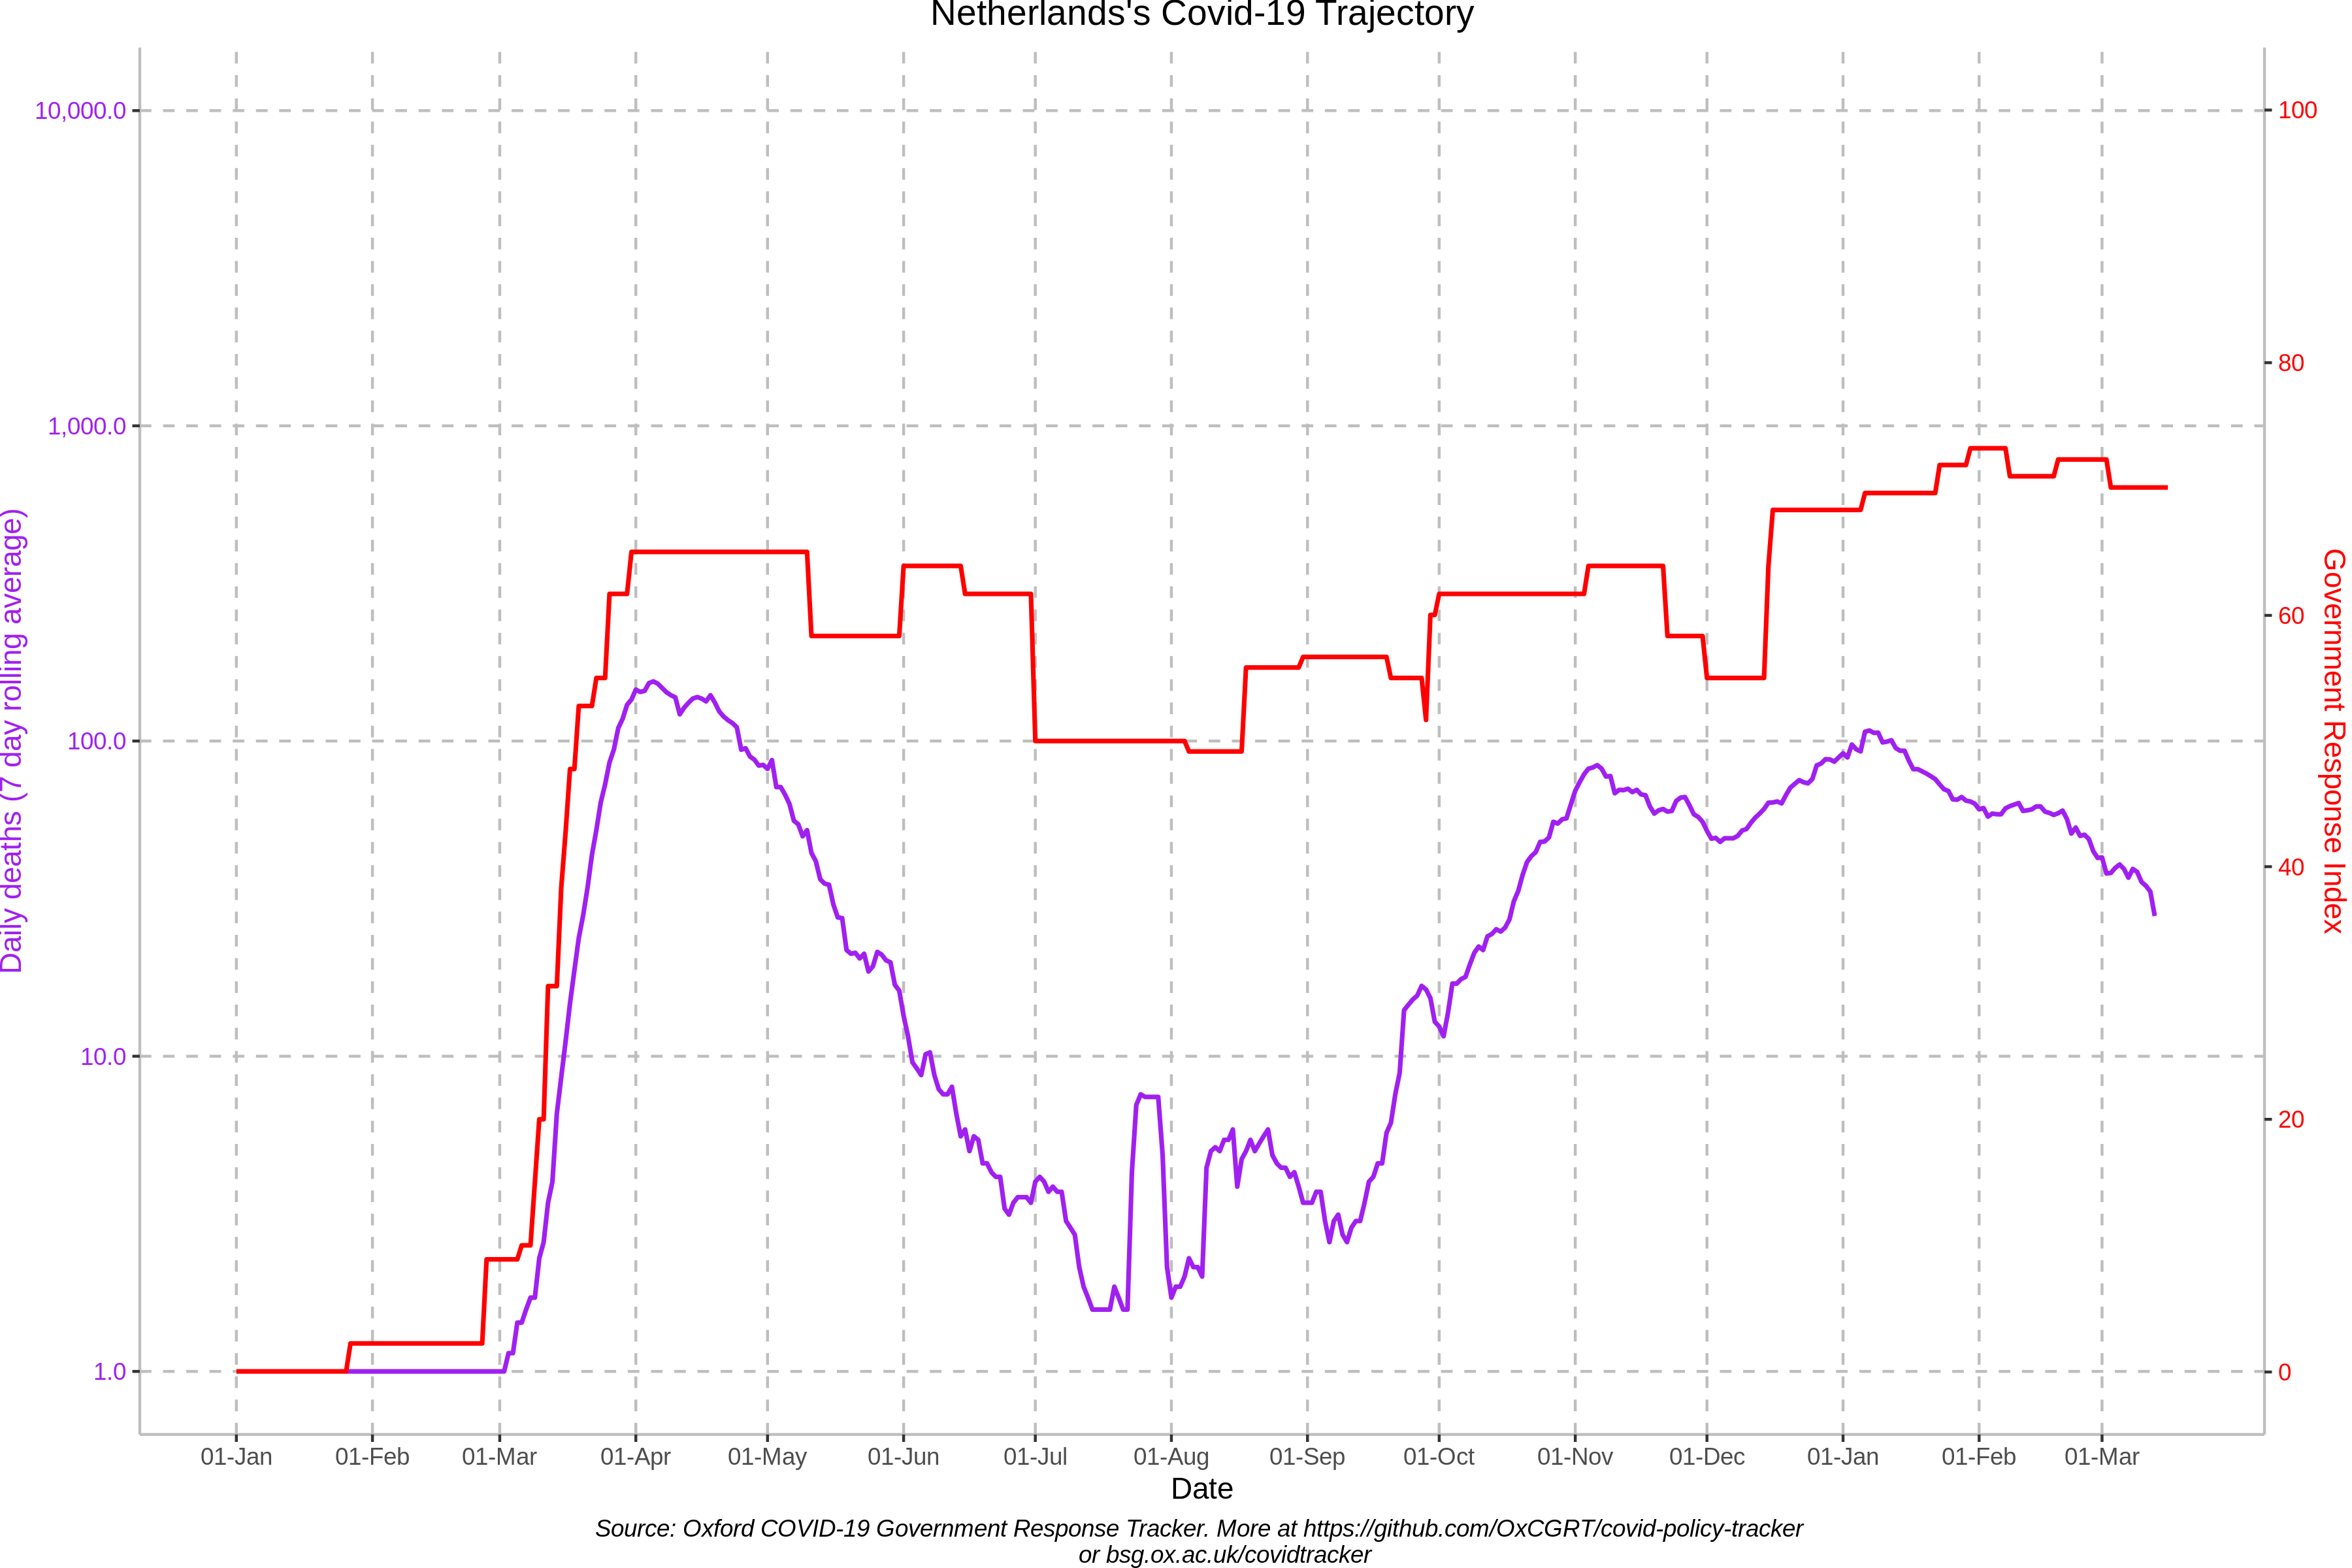 Netherlands's Covid-19 Trajectory
10,000.0
1,000.0
100.0
10.0
1.0
Daily deaths (7 day rolling average)
100
80
60
40
20
0
Government Response Index
01-Jan 01-Feb 01-Mar 01-Apr 01-May 01-Jun 01-Jul 01-Aug 01-Sep 01-Oct 01-Nov 01-Dec 01-Jan 01-Feb 01-Mar
Date
Source: Oxford COVID-19 Government Response Tracker. More at https://github.com/OxCGRT/covid-policy-tracker
or bsg.ox.ac.uk/covidtracker